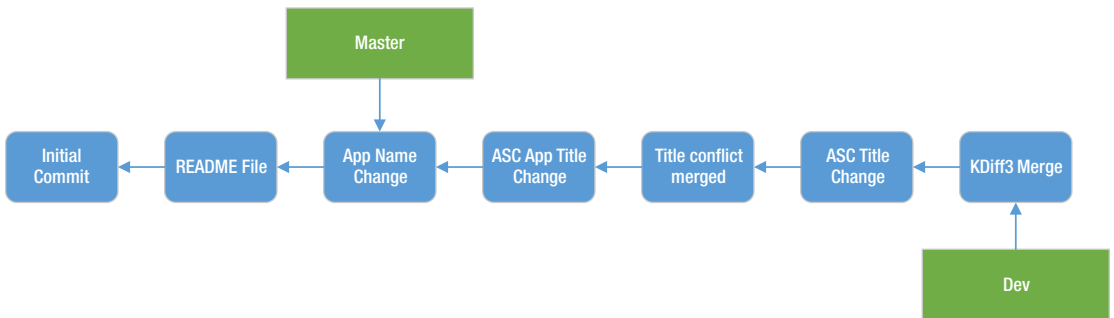 Master
Initial
Commit
README File
App Name
Change
ASC App Title
Change
Title conflict
merged
ASC Title
Change
KDiff3 Merge
Dev